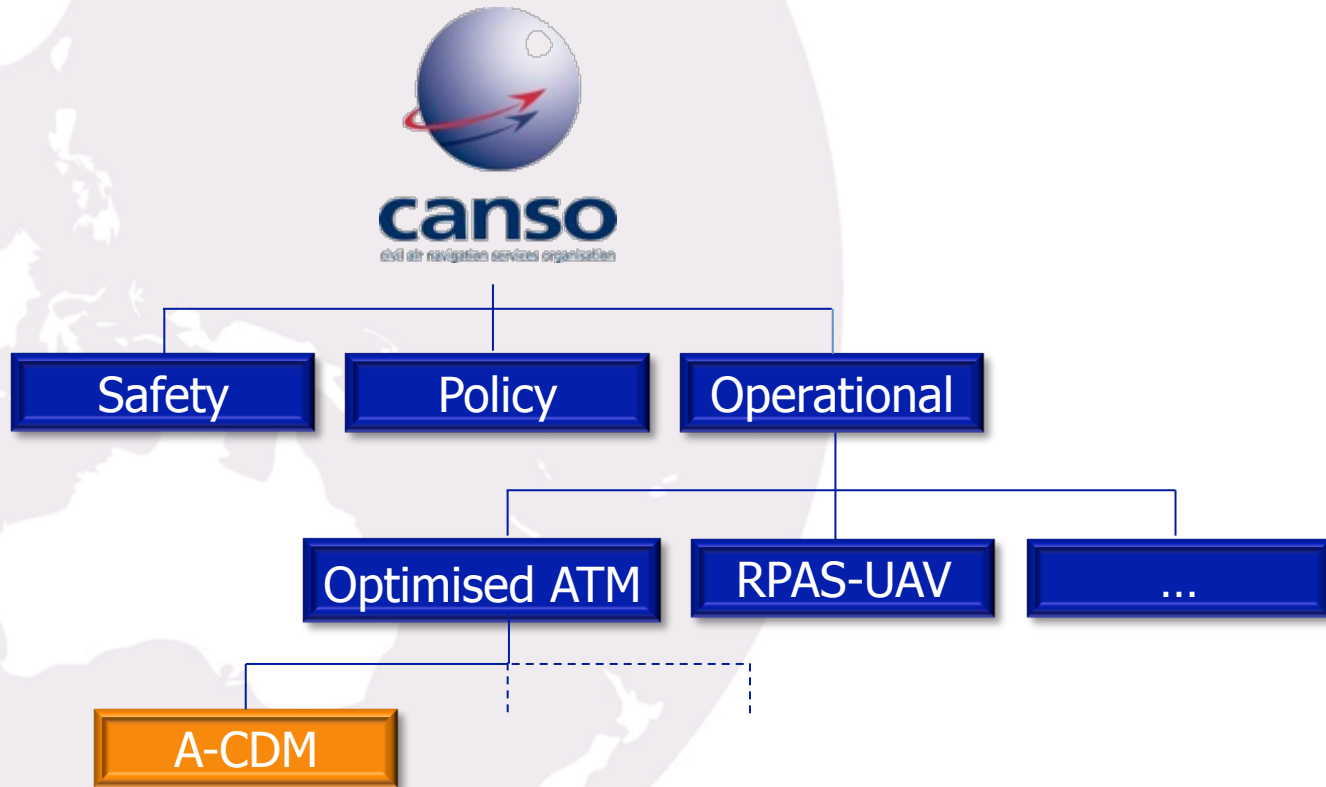 canso
civil air navigation services organisation
Safety
Policy
Operational
Optimised ATM
RPAS-UAV
...
A-CDM